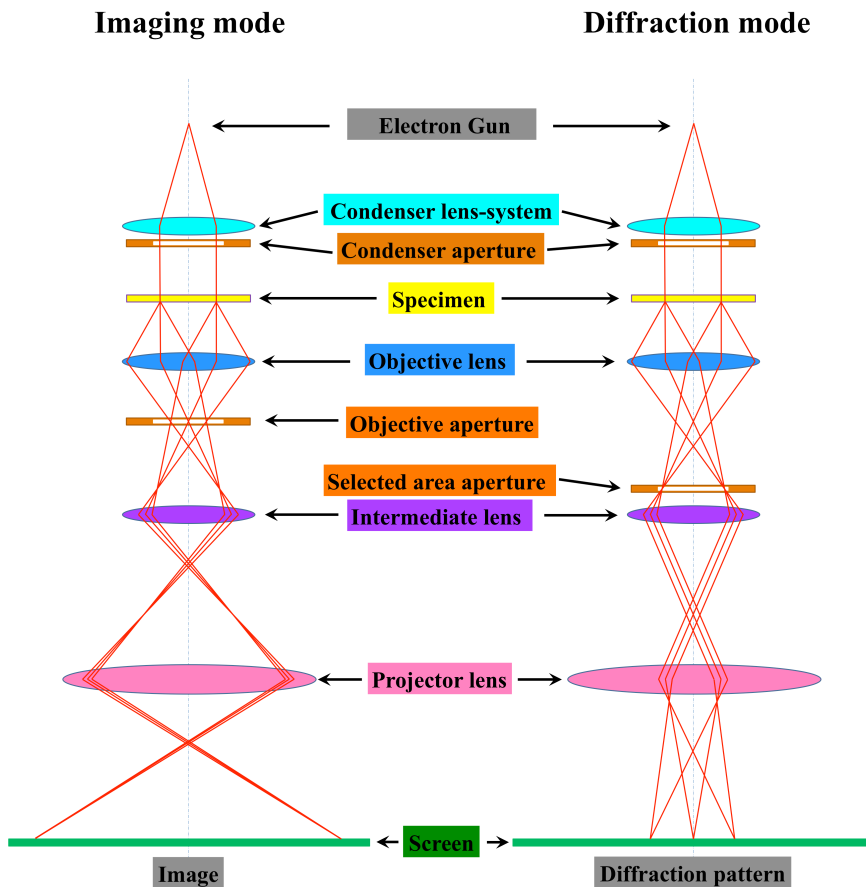 Imaging mode
Diffraction mode
Electron Gun
Condenser lens-system
Condenser aperture
Specimen
Objective lens
Objective aperture
Selected area aperture
Intermediate lens
Projector lens
Screen
Image
Diffraction pattern